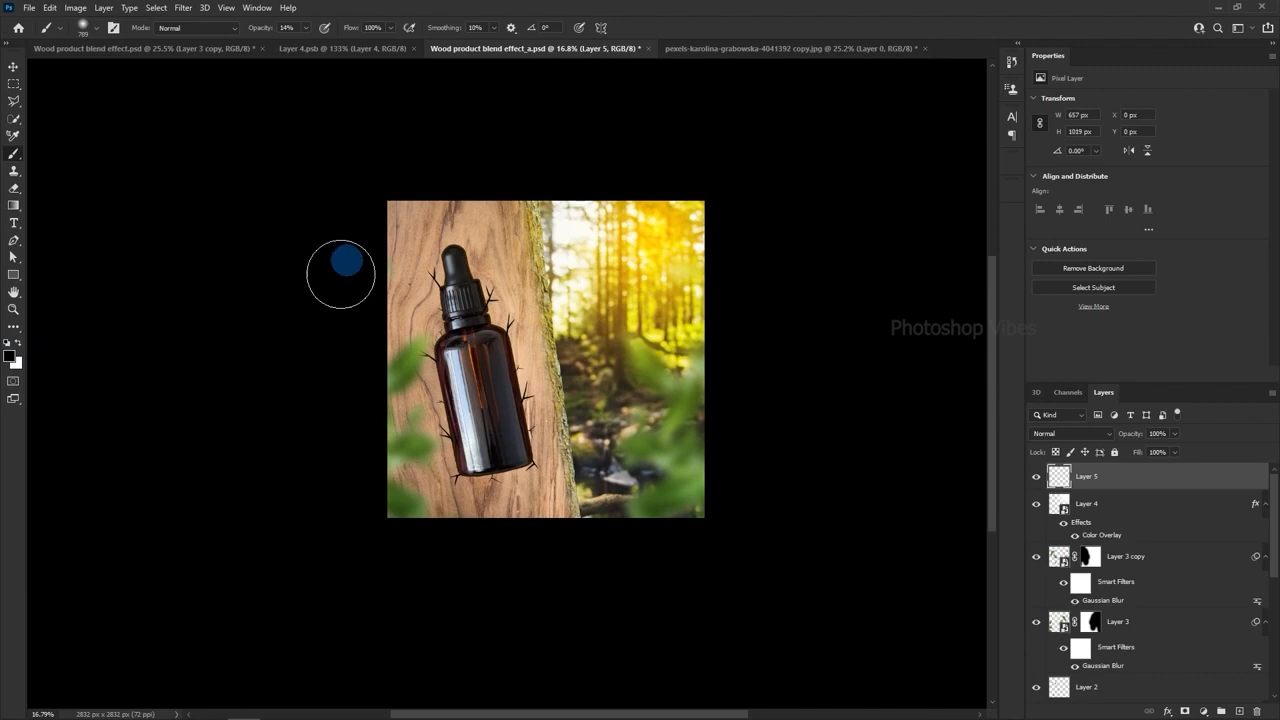 Ps File Edit Image Layer Type Select Filter 3D View Window Help
789 Mode: Normal Opacity: 14% Flow: 100% Smoothing: 10% 0°
Wood product blend effect.psd @ 25.5% (Layer 3 copy, RGB/8) * × Layer 4.psb @ 133% (Layer 4, RGB/8) × Wood product blend effect_a.psd @ 16.8% (Layer 5, RGB/8) * × pexels-karolina-grabowska-4041392 copy.jpg @ 25.2% (Layer 0, RGB/8) * ×
Properties
Pixel Layer
Transform
W 657 px X 0 px
H 1019 px Y 0 px
0.00°
Align and Distribute
Align:
Quick Actions
Remove Background
Select Subject
View More
Photoshop Vibes
3D Channels Layers
Kind
Normal Opacity: 100%
Lock: Fill: 100%
Layer 5
Layer 4 fx
Effects
Color Overlay
Layer 3 copy
Smart Filters
Gaussian Blur
Layer 3
Smart Filters
Gaussian Blur
Layer 2
16.79% 2832 px x 2832 px (72 ppi)